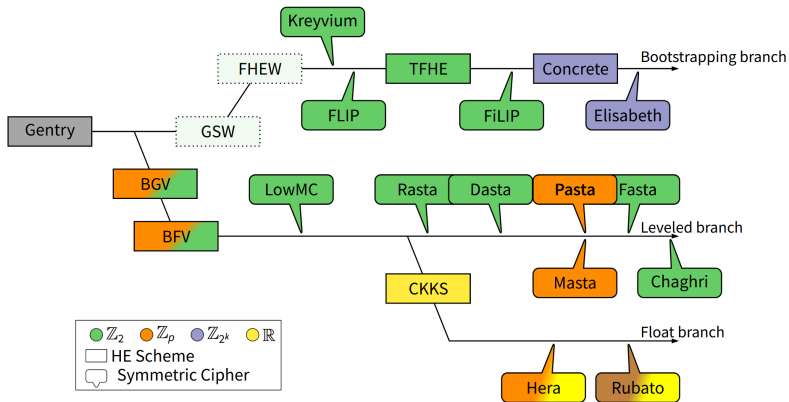 Kreyvium
FHEW
TFHE
Concrete
Bootstrapping branch
FLIP
FiLIP
Elisabeth
Gentry
GSW
BGV
LowMC
Rasta
Dasta
Pasta
Fasta
BFV
Leveled branch
CKKS
Masta
Chaghri
ℤ₂ ℤₚ ℤ₂ₖ ℝ
HE Scheme
Symmetric Cipher
Float branch
Hera
Rubato